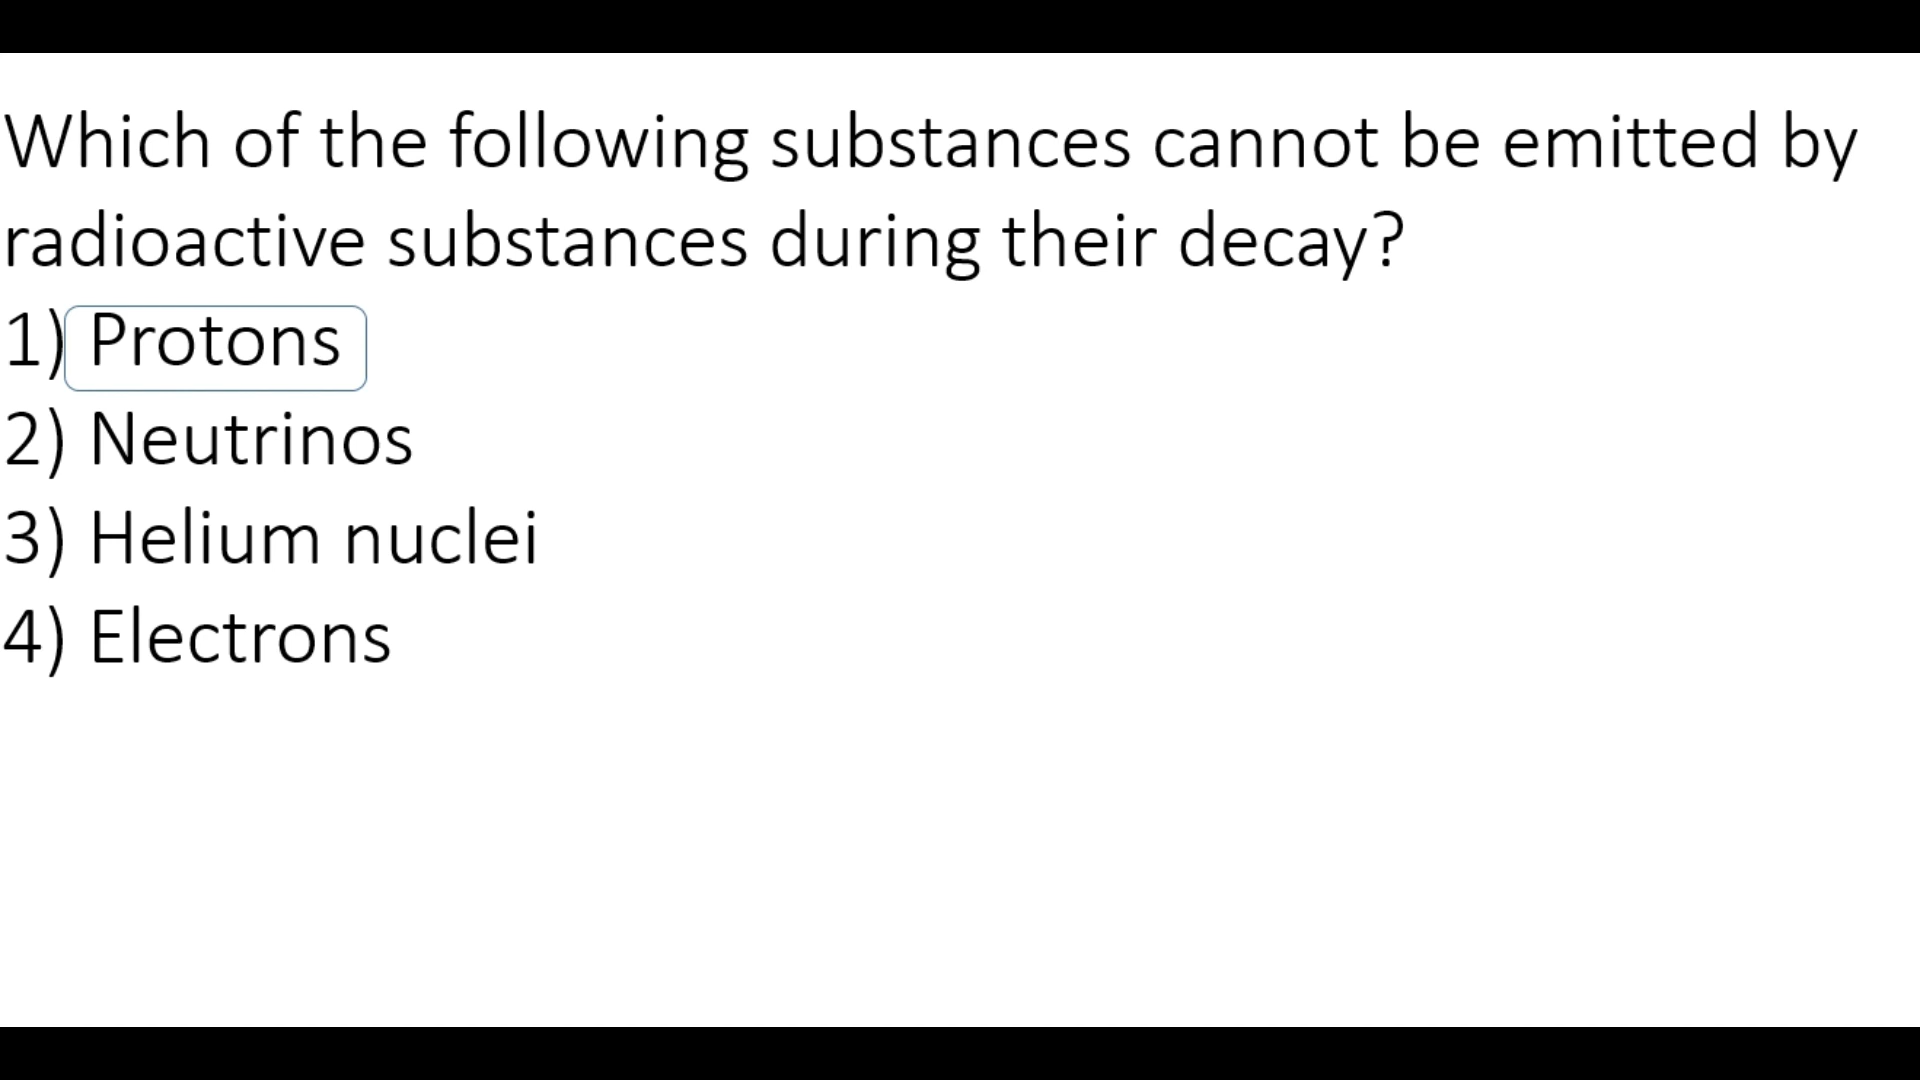 Which of the following substances cannot be emitted by
radioactive substances during their decay?
1) Protons
2) Neutrinos
3) Helium nuclei
4) Electrons